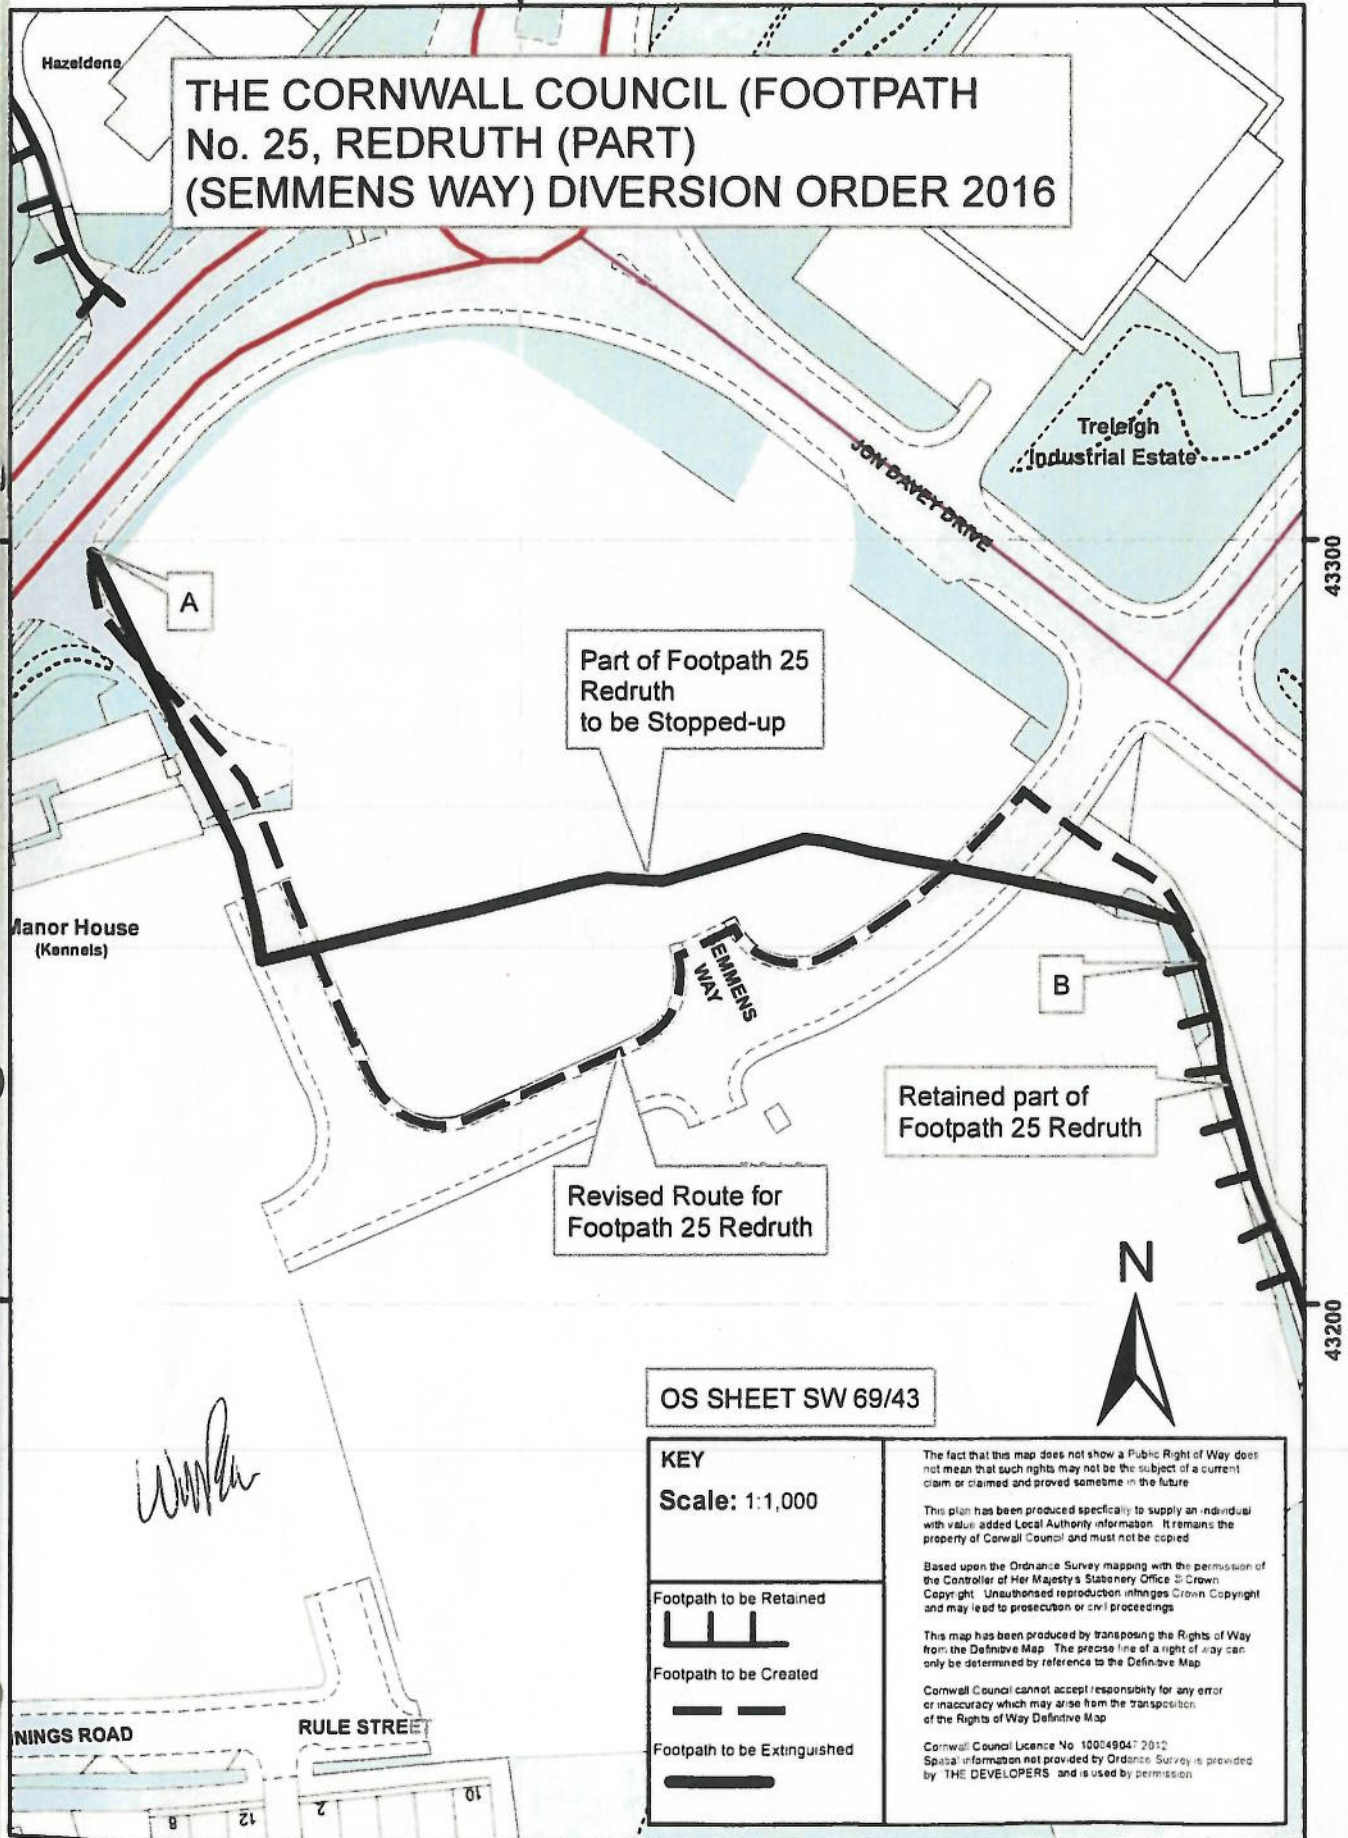 Hazeldene
THE CORNWALL COUNCIL (FOOTPATH
No. 25, REDRUTH (PART)
(SEMMENS WAY) DIVERSION ORDER 2016
Treleigh
Industrial Estate
JON DAVEY DRIVE
43300
A
Part of Footpath 25
Redruth
to be Stopped-up
Manor House
(Kennels)
EMMENS
WAY
B
Retained part of
Footpath 25 Redruth
Revised Route for
Footpath 25 Redruth
N
43200
OS SHEET SW 69/43
KEY
Scale: 1:1,000
Footpath to be Retained
Footpath to be Created
Footpath to be Extinguished
The fact that this map does not show a Public Right of Way does
not mean that such rights may not be the subject of a current
claim or claimed and proved sometime in the future
This plan has been produced specfically to supply an individual
with value added Local Authority information It remains the
property of Corwall Council and must not be copied
Based upon the Ordnance Survey mapping with the permission of
the Controller of Her Majestys Stationery Office © Crown
Copyright Unauthorised reproduction infringes Crown Copyright
and may lead to prosecution or civil proceedings
This map has been produced by transposing the Rights of Way
from the Definitive Map The precise line of a right of way can
only be determined by reference to the Definitive Map
Cornwall Council cannot accept responsibility for any error
or inaccuracy which may arise from the transposition
of the Rights of Way Definitive Map
Cornwall Council Licence No 100049047 2012
Spatial information not provided by Ordance Survey is provided
by THE DEVELOPERS and is used by permission
NINGS ROAD
RULE STREET
8
12
2
10